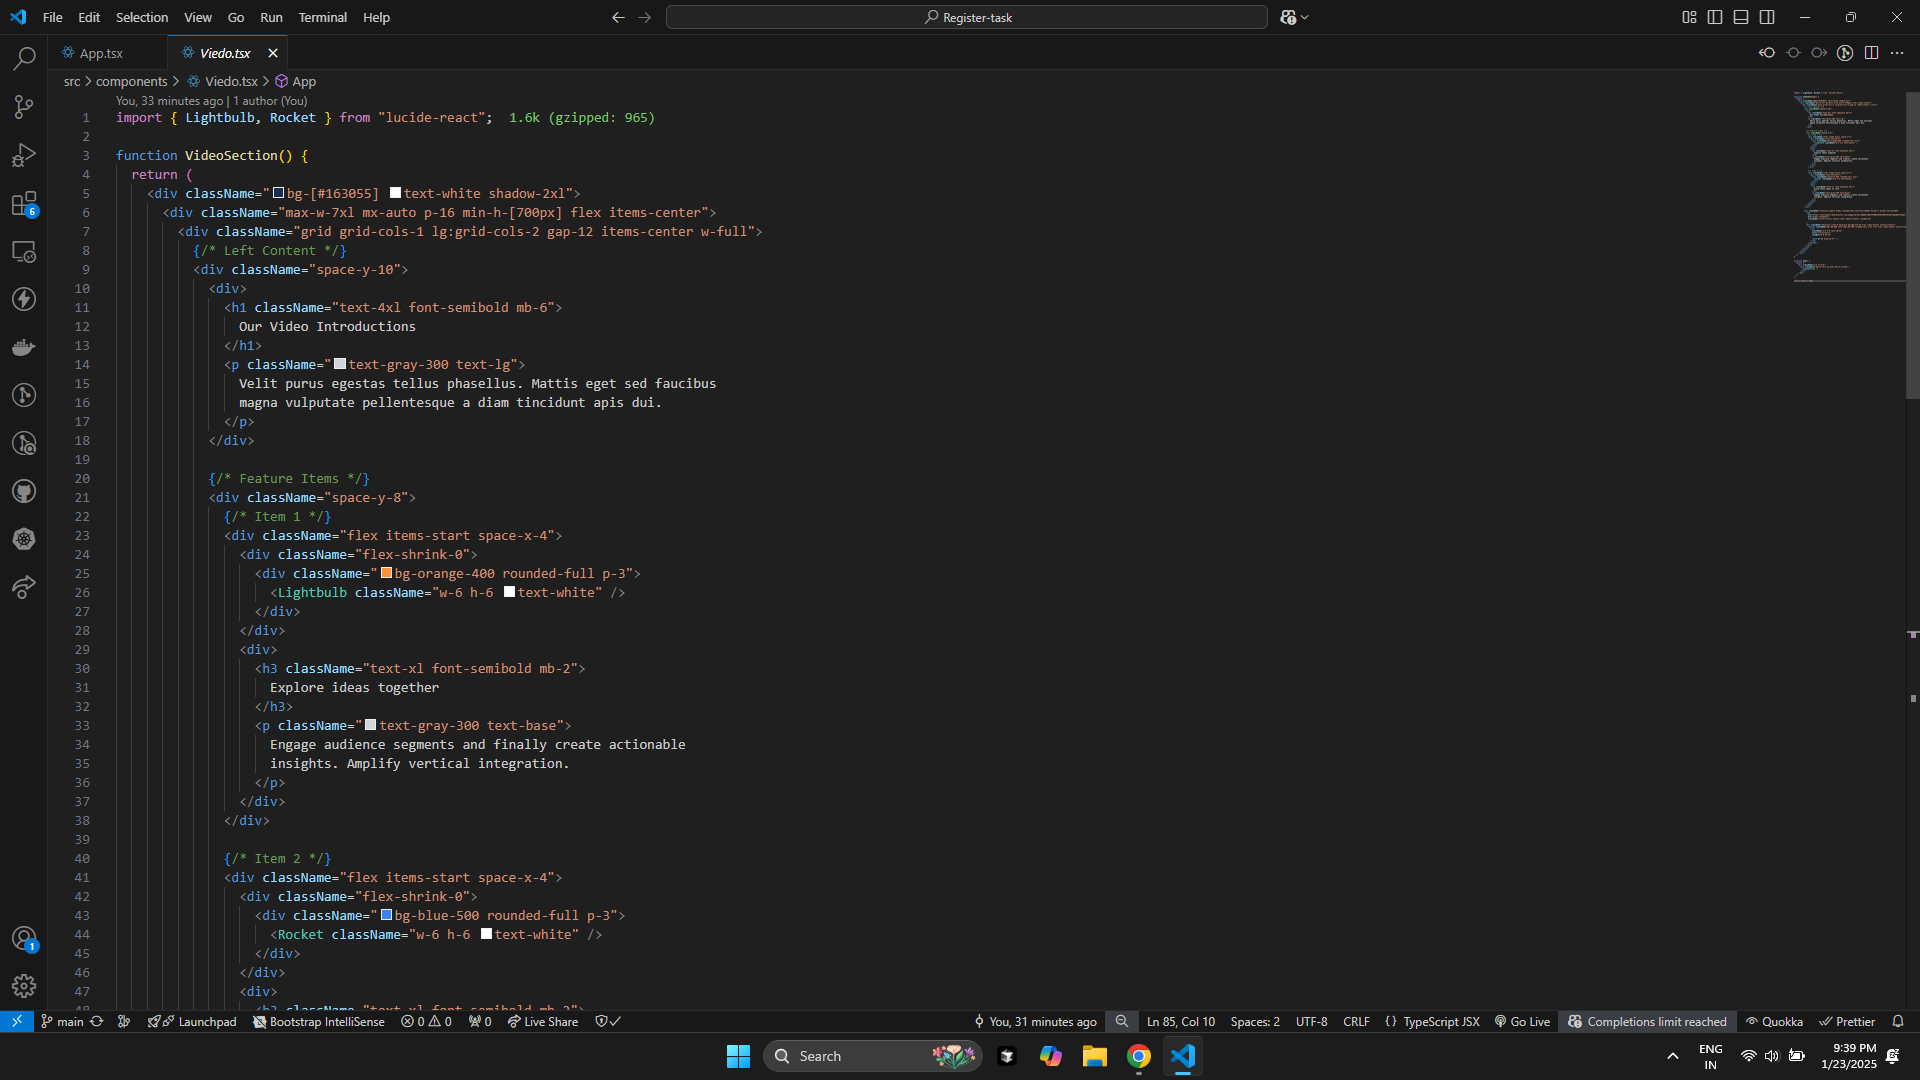 File Edit Selection View Go Run Terminal Help
Register-task
App.tsx
Viedo.tsx
src > components > Viedo.tsx > App
You, 33 minutes ago | 1 author (You)
1 import { Lightbulb, Rocket } from "lucide-react"; 1.6k (gzipped: 965)
2
3 function VideoSection() {
4 return (
5 <div className="bg-[#163055] text-white shadow-2xl">
6 <div className="max-w-7xl mx-auto p-16 min-h-[700px] flex items-center">
7 <div className="grid grid-cols-1 lg:grid-cols-2 gap-12 items-center w-full">
8 {/* Left Content */}
9 <div className="space-y-10">
10 <div>
11 <h1 className="text-4xl font-semibold mb-6">
12 Our Video Introductions
13 </h1>
14 <p className="text-gray-300 text-lg">
15 Velit purus egestas tellus phasellus. Mattis eget sed faucibus
16 magna vulputate pellentesque a diam tincidunt apis dui.
17 </p>
18 </div>
19
20 {/* Feature Items */}
21 <div className="space-y-8">
22 {/* Item 1 */}
23 <div className="flex items-start space-x-4">
24 <div className="flex-shrink-0">
25 <div className="bg-orange-400 rounded-full p-3">
26 <Lightbulb className="w-6 h-6 text-white" />
27 </div>
28 </div>
29 <div>
30 <h3 className="text-xl font-semibold mb-2">
31 Explore ideas together
32 </h3>
33 <p className="text-gray-300 text-base">
34 Engage audience segments and finally create actionable
35 insights. Amplify vertical integration.
36 </p>
37 </div>
38 </div>
39
40 {/* Item 2 */}
41 <div className="flex items-start space-x-4">
42 <div className="flex-shrink-0">
43 <div className="bg-blue-500 rounded-full p-3">
44 <Rocket className="w-6 h-6 text-white" />
45 </div>
46 </div>
47 <div>
48 <h3 className="text-xl font-semibold mb-2">
6
1
main Launchpad Bootstrap IntelliSense 0 0 0 Live Share You, 31 minutes ago Ln 85, Col 10 Spaces: 2 UTF-8 CRLF {} TypeScript JSX Go Live Completions limit reached Quokka Prettier
Search
ENG
IN
9:39 PM
1/23/2025